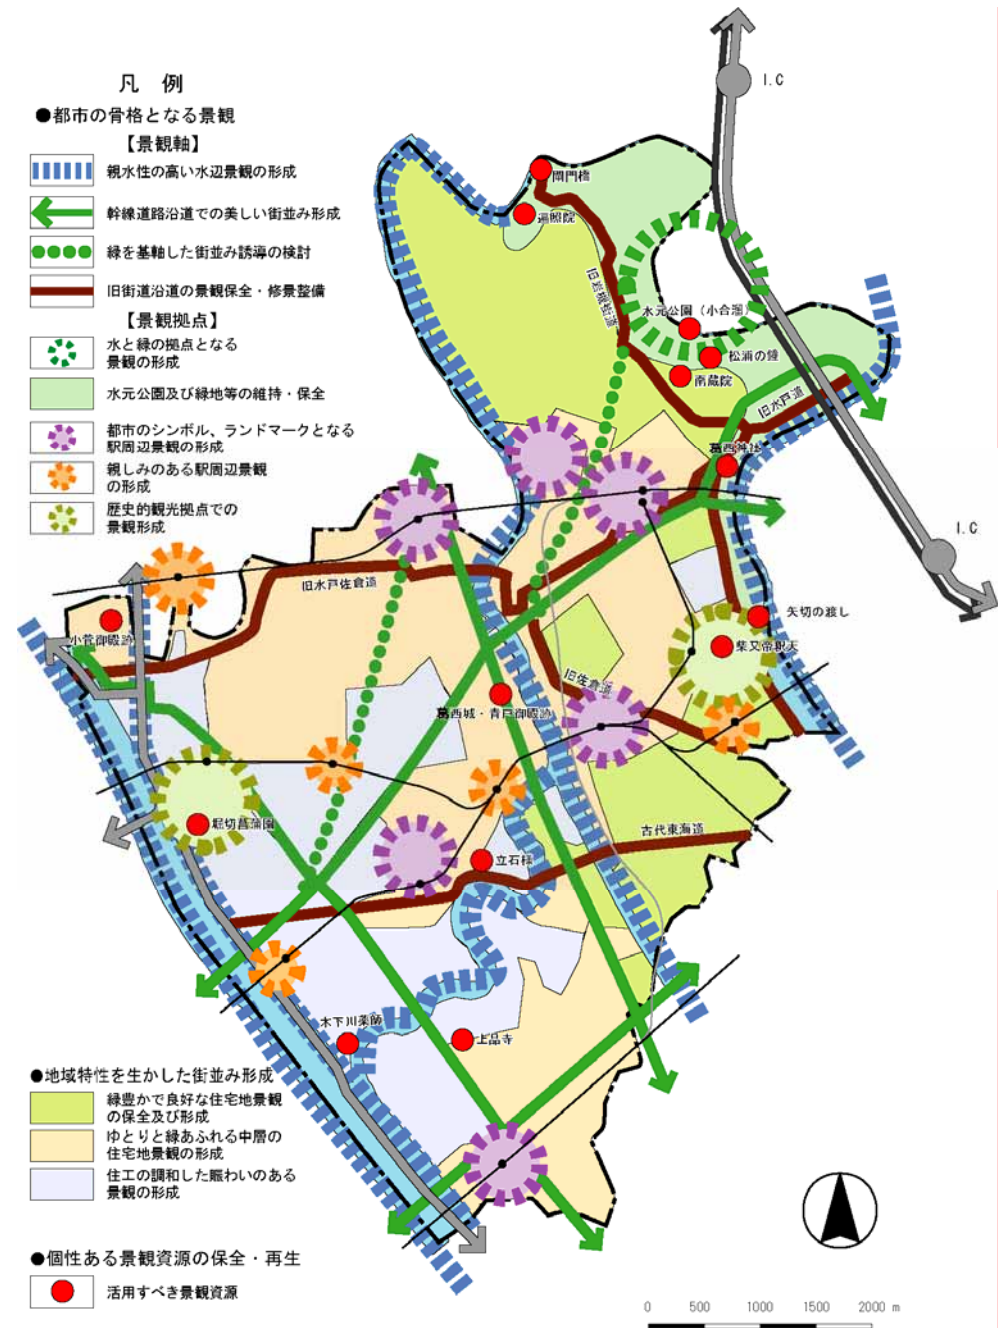 凡 例
●都市の骨格となる景観
【景観軸】
親水性の高い水辺景観の形成
幹線道路沿道での美しい街並み形成
緑を基軸した街並み誘導の検討
旧街道沿道の景観保全・修景整備
【景観拠点】
水と緑の拠点となる
景観の形成
水元公園及び緑地等の維持・保全
都市のシンボル、ランドマークとなる
駅周辺景観の形成
親しみのある駅周辺景観
の形成
歴史的観光拠点での
景観形成
I.C
閘門橋
遍照院
旧岩槻街道
水元公園（小合溜）
松浦の鐘
南蔵院
旧水戸道
葛西神社
I.C
旧水戸佐倉道
小菅御殿跡
矢切の渡し
柴又帝釈天
旧佐倉道
葛西城・青戸御殿跡
堀切菖蒲園
古代東海道
立石様
木下川薬師
上品寺
●地域特性を生かした街並み形成
緑豊かで良好な住宅地景観
の保全及び形成
ゆとりと緑あふれる中層の
住宅地景観の形成
住工の調和した賑わいのある
景観の形成
●個性ある景観資源の保全・再生
活用すべき景観資源
0 500 1000 1500 2000 m